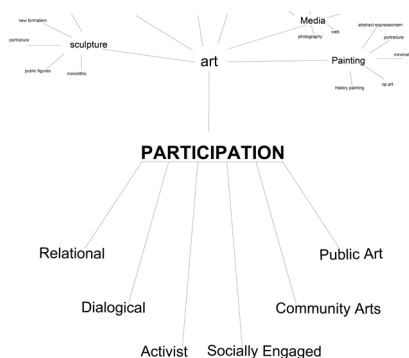 new formalism
portraiture
sculpture
public figures
monolithic
art
Media
web
photography
abstract expressionism
portraiture
Painting
minimal
op art
history painting
PARTICIPATION
Relational
Public Art
Dialogical
Community Arts
Activist
Socially Engaged